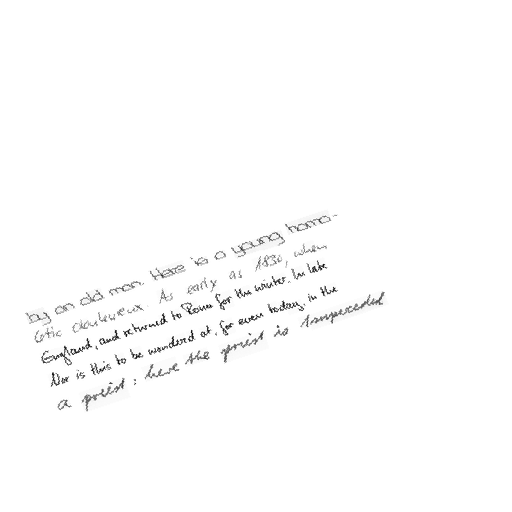 by an old man. Here is a young homo-
lotic douleureux. As early as 1830, when
England, and returned to Rome for the winter. In late
Nor is this to be wondered at, for even today, in the
a priest: here the priest is superceded